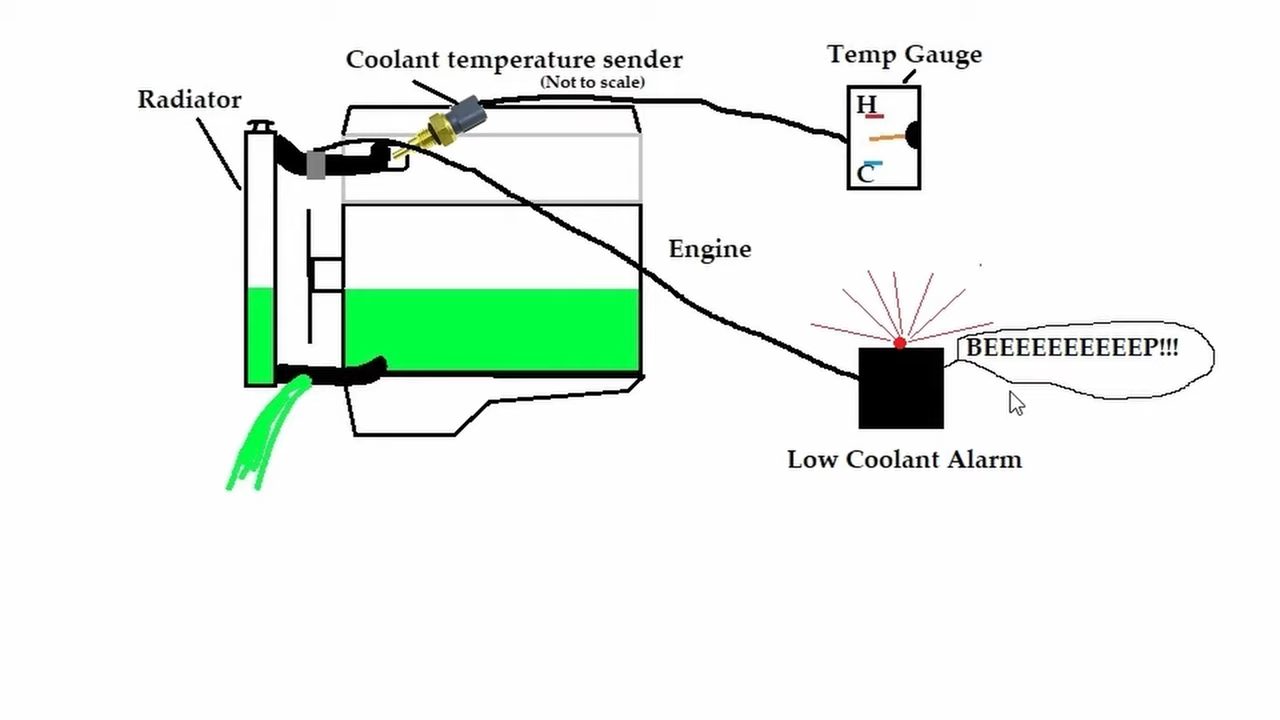 Coolant temperature sender
(Not to scale)
Temp Gauge
Radiator
H
C
Engine
BEEEEEEEEEEP!!!
Low Coolant Alarm